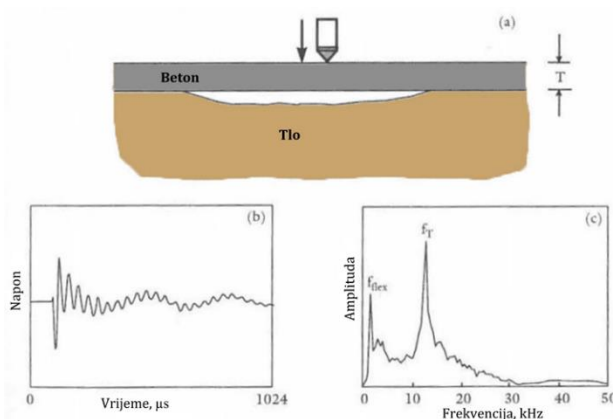 (a)
Beton
T
Tlo
(b)
Napon
0
Vrijeme, µs
1024
(c)
f_T
f_flex
Amplituda
0 10 20 30 40 50
Frekvencija, kHz